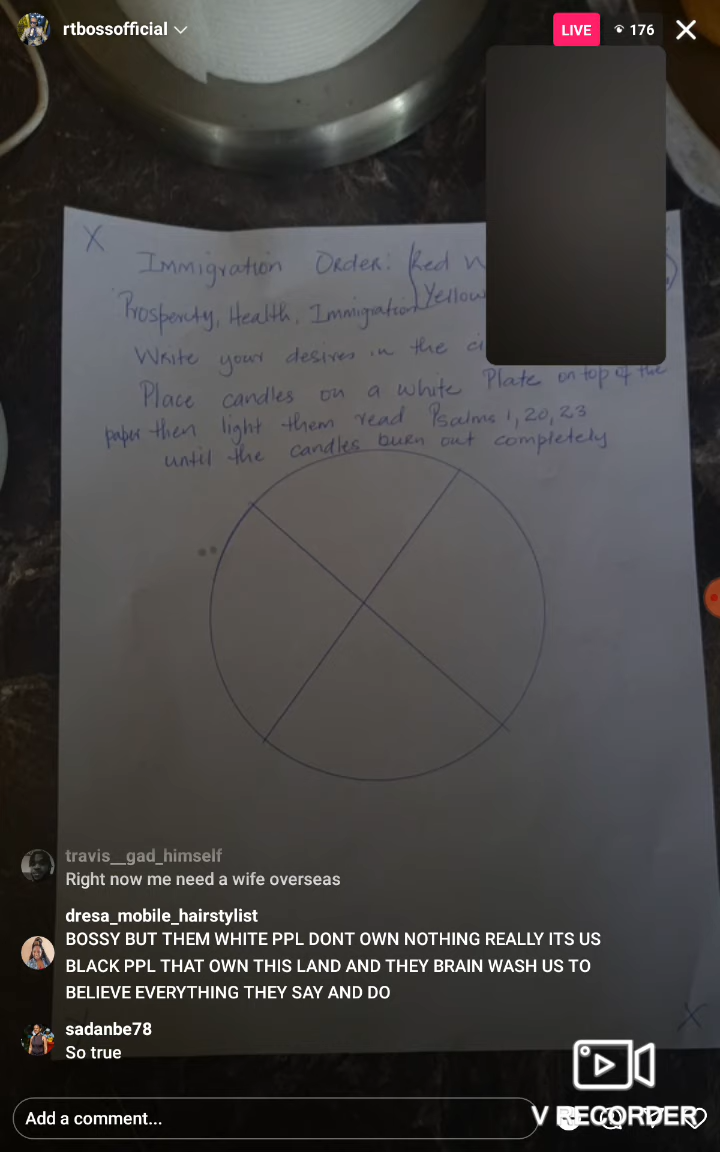 rtbossofficial
LIVE
176
X
Immigration Order: (Red
Prosperity, Health, Immigration Yellow
Write your desires in the
Place candles on a white Plate on top of the
paper then light them read Psalms 1, 20, 23
until the candles burn out completely
travis__gad_himself
Right now me need a wife overseas
dresa_mobile_hairstylist
BOSSY BUT THEM WHITE PPL DONT OWN NOTHING REALLY ITS US
BLACK PPL THAT OWN THIS LAND AND THEY BRAIN WASH US TO
BELIEVE EVERYTHING THEY SAY AND DO
sadanbe78
So true
X
Add a comment...
V RECORDER